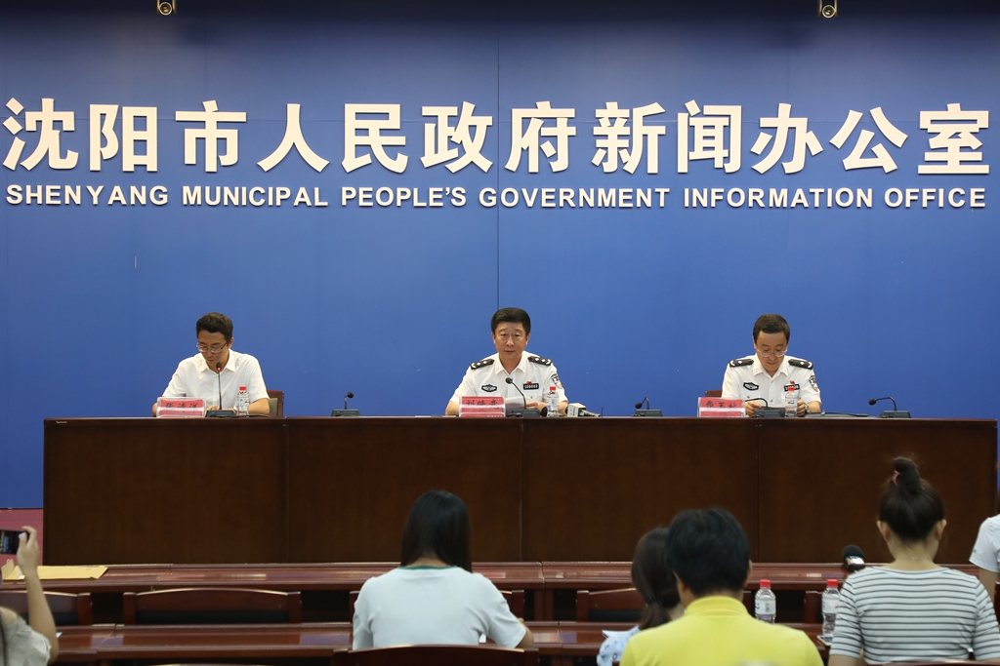 沈阳市人民政府新闻办公室
SHENYANG MUNICIPAL PEOPLE'S GOVERNMENT INFORMATION OFFICE